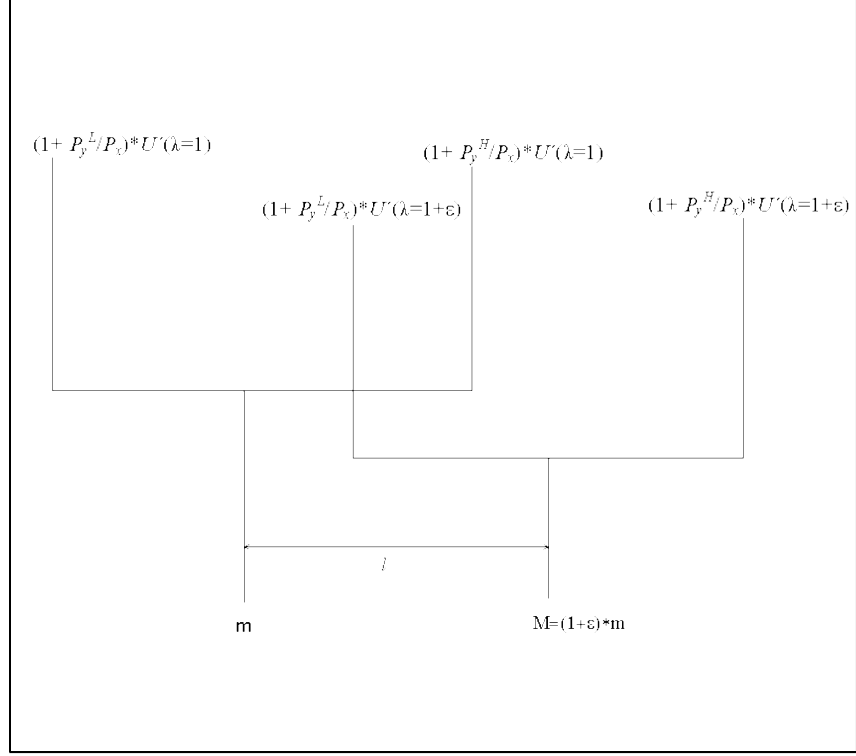 (1+ P_y^L/P_x)*U´(λ=1)
(1+ P_y^H/P_x)*U´(λ=1)
(1+ P_y^L/P_x)*U´(λ=1+ε)
(1+ P_y^H/P_x)*U´(λ=1+ε)
l
m
M=(1+ε)*m